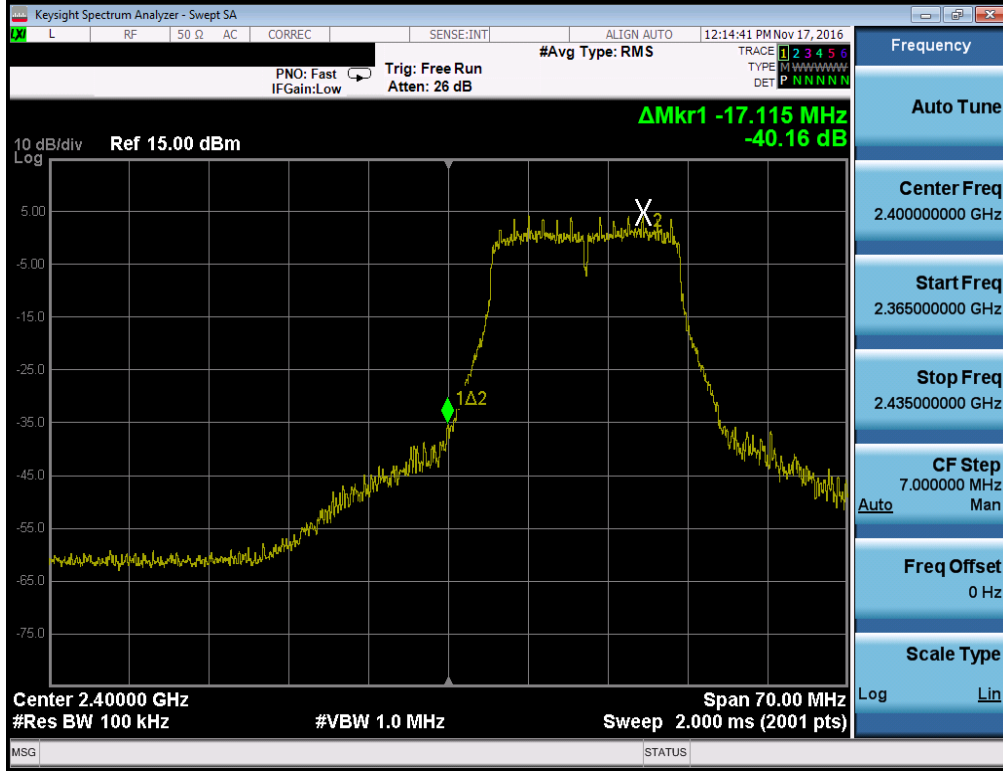 Keysight Spectrum Analyzer - Swept SA
LXI L RF 50 Ω AC CORREC SENSE:INT ALIGN AUTO 12:14:41 PM Nov 17, 2016
PNO: Fast
IFGain:Low
Trig: Free Run
Atten: 26 dB
#Avg Type: RMS
TRACE 1 2 3 4 5 6
TYPE M WWWWW
DET P N N N N N
ΔMkr1 -17.115 MHz
-40.16 dB
10 dB/div
Log
Ref 15.00 dBm
5.00
-5.00
-15.0
-25.0
-35.0
-45.0
-55.0
-65.0
-75.0
X2
1Δ2
Center 2.40000 GHz
#Res BW 100 kHz
#VBW 1.0 MHz
Span 70.00 MHz
Sweep 2.000 ms (2001 pts)
MSG
STATUS
Frequency
Auto Tune
Center Freq
2.400000000 GHz
Start Freq
2.365000000 GHz
Stop Freq
2.435000000 GHz
CF Step
7.000000 MHz
Auto Man
Freq Offset
0 Hz
Scale Type
Log Lin